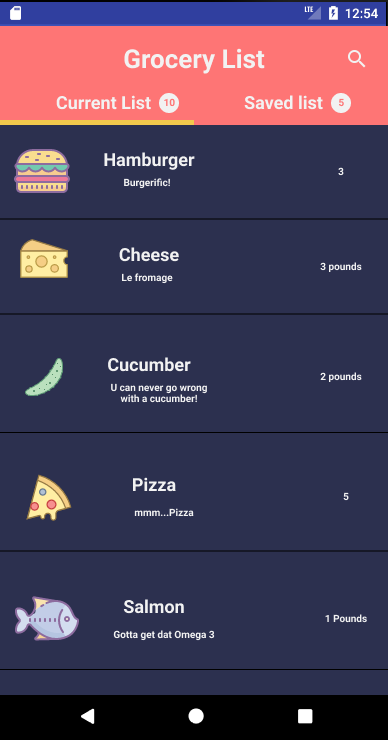 LTE 12:54
Grocery List
Current List 10 Saved list 5
Hamburger
Burgerific!
3
Cheese
Le fromage
3 pounds
Cucumber
U can never go wrong
with a cucumber!
2 pounds
Pizza
mmm...Pizza
5
Salmon
Gotta get dat Omega 3
1 Pounds